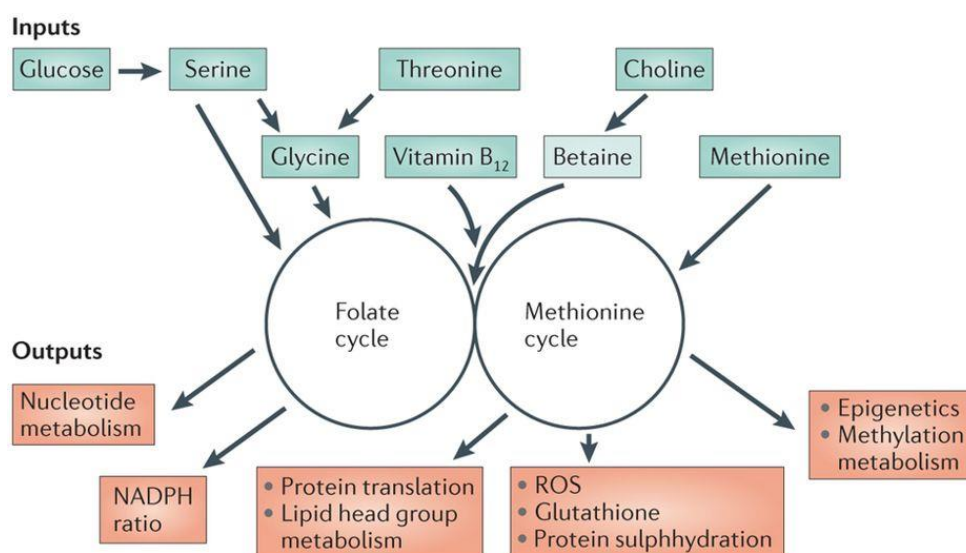 Inputs
Glucose
Serine
Threonine
Choline
Glycine
Vitamin B₁₂
Betaine
Methionine
Folate
cycle
Methionine
cycle
Outputs
Nucleotide
metabolism
NADPH
ratio
• Protein translation
• Lipid head group
metabolism
• ROS
• Glutathione
• Protein sulphhydration
• Epigenetics
• Methylation
metabolism